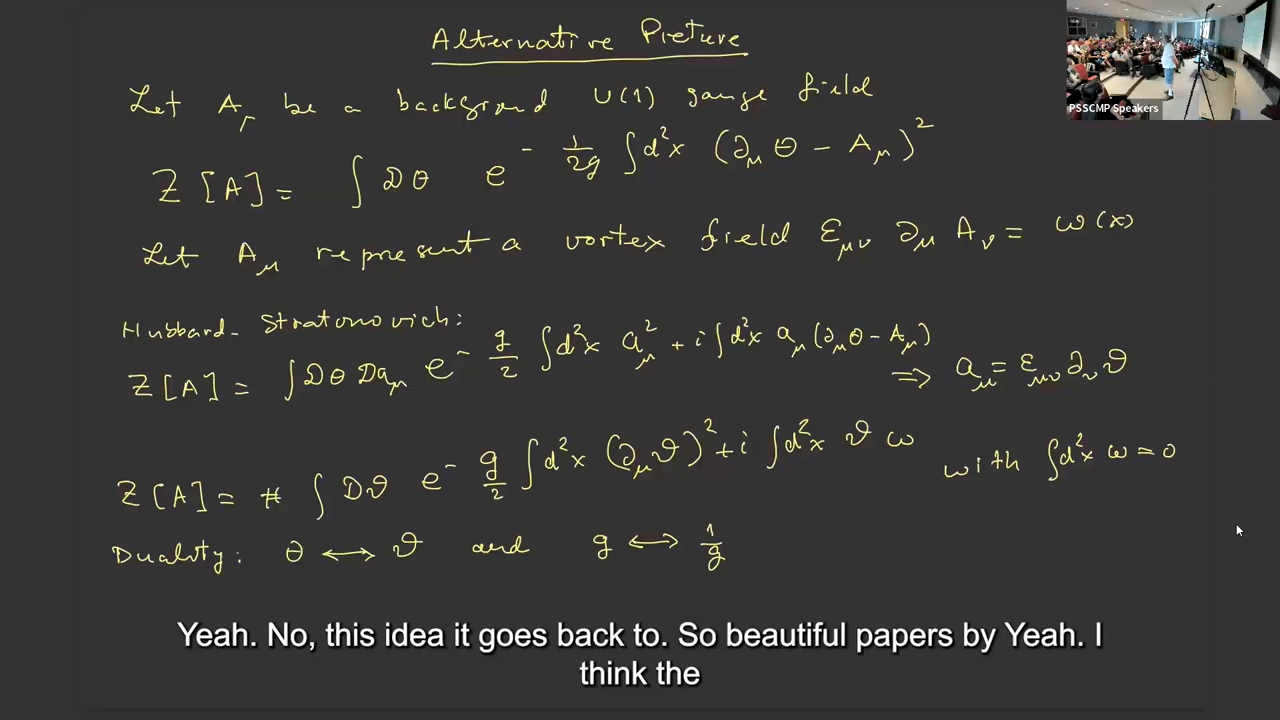 Alternative Picture
PSSCMP Speakers
Let A_μ be a background U(1) gauge field
Z[A] = ∫ Dθ e^{- 1/2g ∫d²x (∂_μ θ - A_μ)²}
Let A_μ represent a vortex field ε_μν ∂_μ A_ν = ω(x)
Hubbard-Stratonovich:
Z[A] = ∫ Dθ Da_μ e^{- g/2 ∫d²x a_μ² + i ∫d²x a_μ (∂_μ θ - A_μ)} ⟹ a_μ = ε_μν ∂_ν ϑ
Z[A] = # ∫ Dϑ e^{- g/2 ∫d²x (∂_μ ϑ)² + i ∫d²x ϑ ω} with ∫d²x ω = 0
Duality: θ ⟷ ϑ and g ⟷ 1/g
Yeah. No, this idea it goes back to. So beautiful papers by Yeah. I
think the